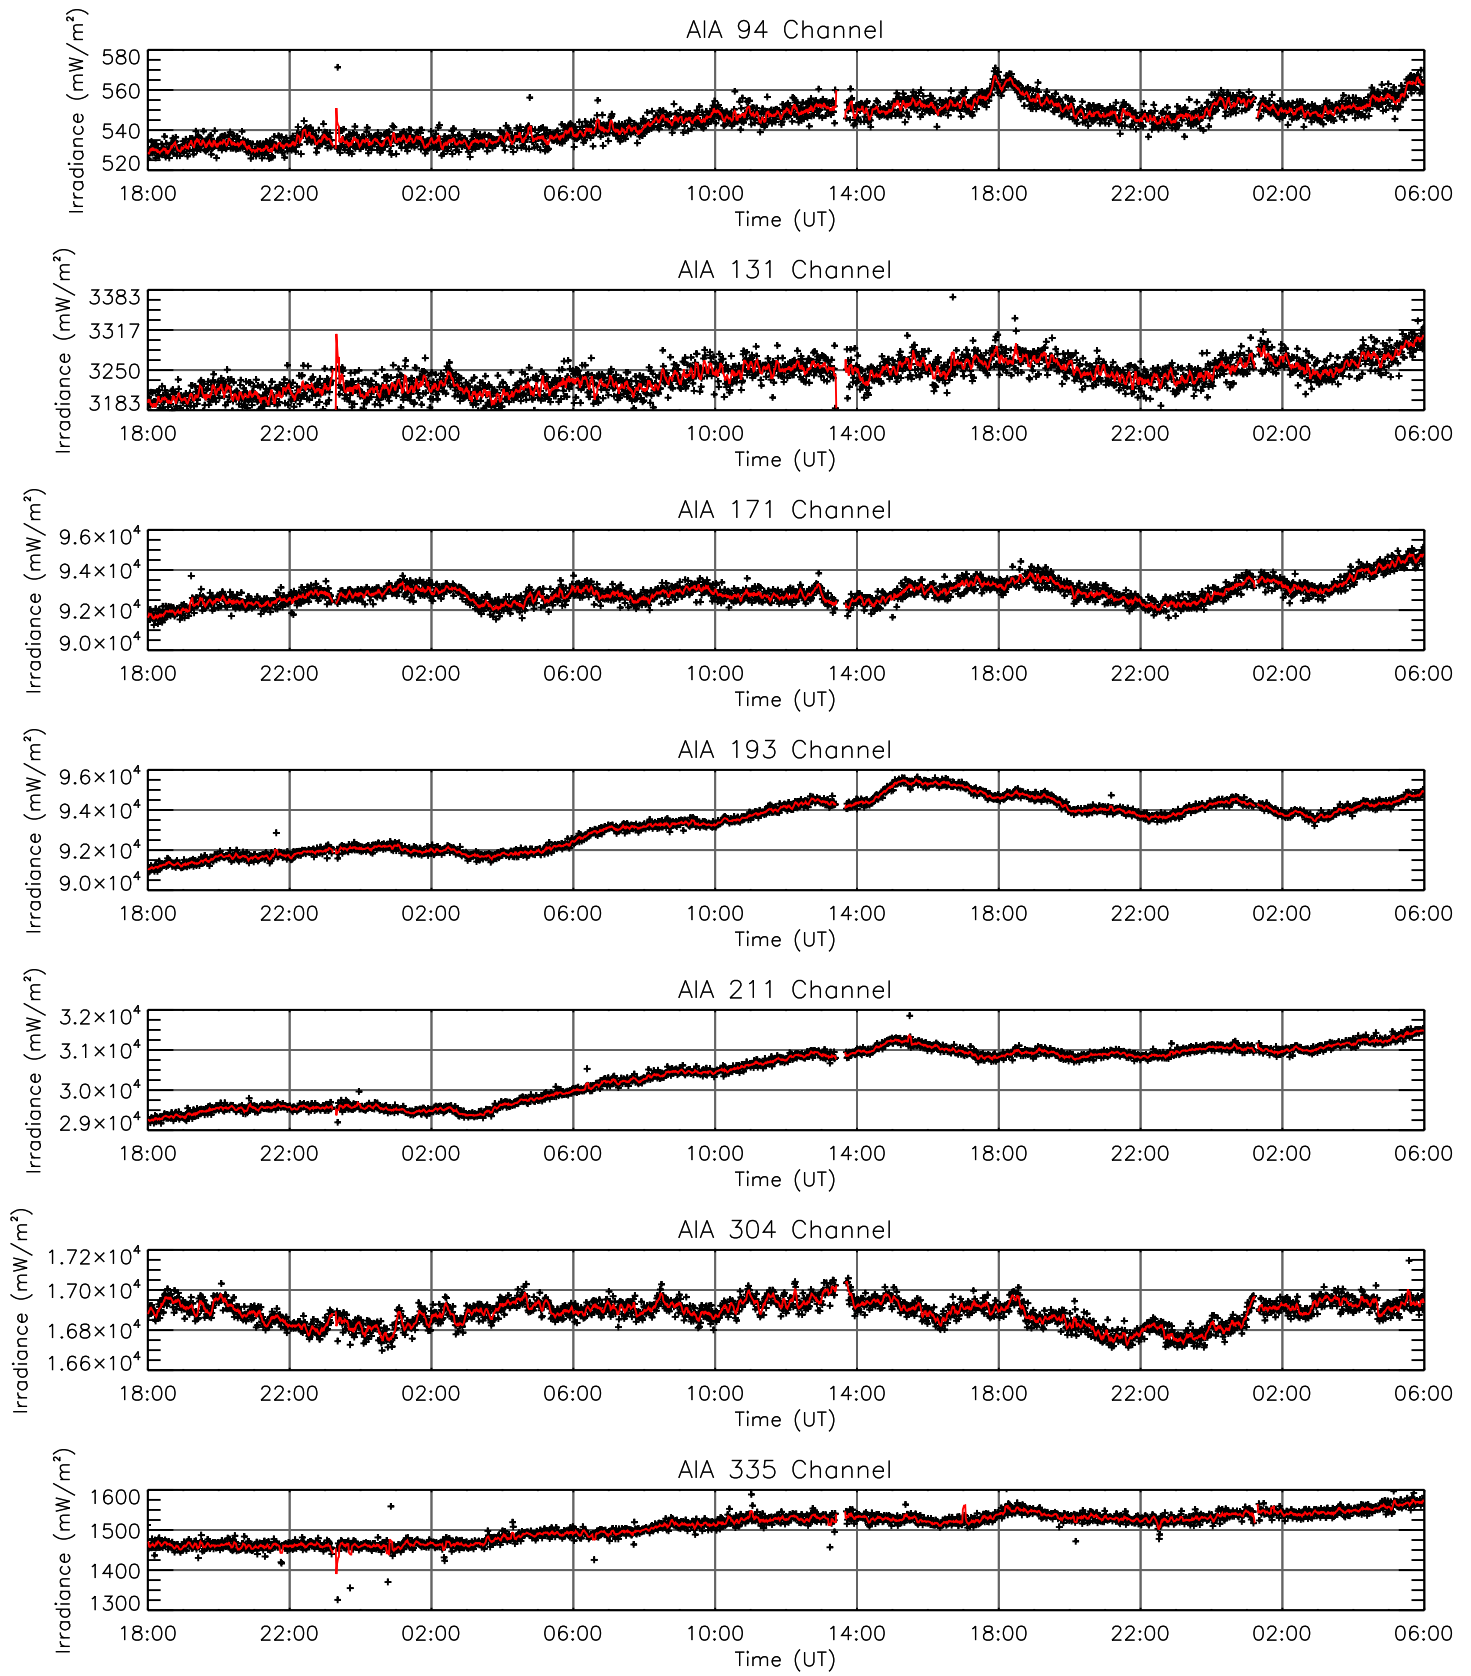 AIA 94 Channel
Irradiance (mW/m²)
580
560
540
520
18:00 22:00 02:00 06:00 10:00 14:00 18:00 22:00 02:00 06:00
Time (UT)
AIA 131 Channel
Irradiance (mW/m²)
3383
3317
3250
3183
18:00 22:00 02:00 06:00 10:00 14:00 18:00 22:00 02:00 06:00
Time (UT)
AIA 171 Channel
Irradiance (mW/m²)
9.6×10⁴
9.4×10⁴
9.2×10⁴
9.0×10⁴
18:00 22:00 02:00 06:00 10:00 14:00 18:00 22:00 02:00 06:00
Time (UT)
AIA 193 Channel
Irradiance (mW/m²)
9.6×10⁴
9.4×10⁴
9.2×10⁴
9.0×10⁴
18:00 22:00 02:00 06:00 10:00 14:00 18:00 22:00 02:00 06:00
Time (UT)
AIA 211 Channel
Irradiance (mW/m²)
3.2×10⁴
3.1×10⁴
3.0×10⁴
2.9×10⁴
18:00 22:00 02:00 06:00 10:00 14:00 18:00 22:00 02:00 06:00
Time (UT)
AIA 304 Channel
Irradiance (mW/m²)
1.72×10⁴
1.70×10⁴
1.68×10⁴
1.66×10⁴
18:00 22:00 02:00 06:00 10:00 14:00 18:00 22:00 02:00 06:00
Time (UT)
AIA 335 Channel
Irradiance (mW/m²)
1600
1500
1400
1300
18:00 22:00 02:00 06:00 10:00 14:00 18:00 22:00 02:00 06:00
Time (UT)